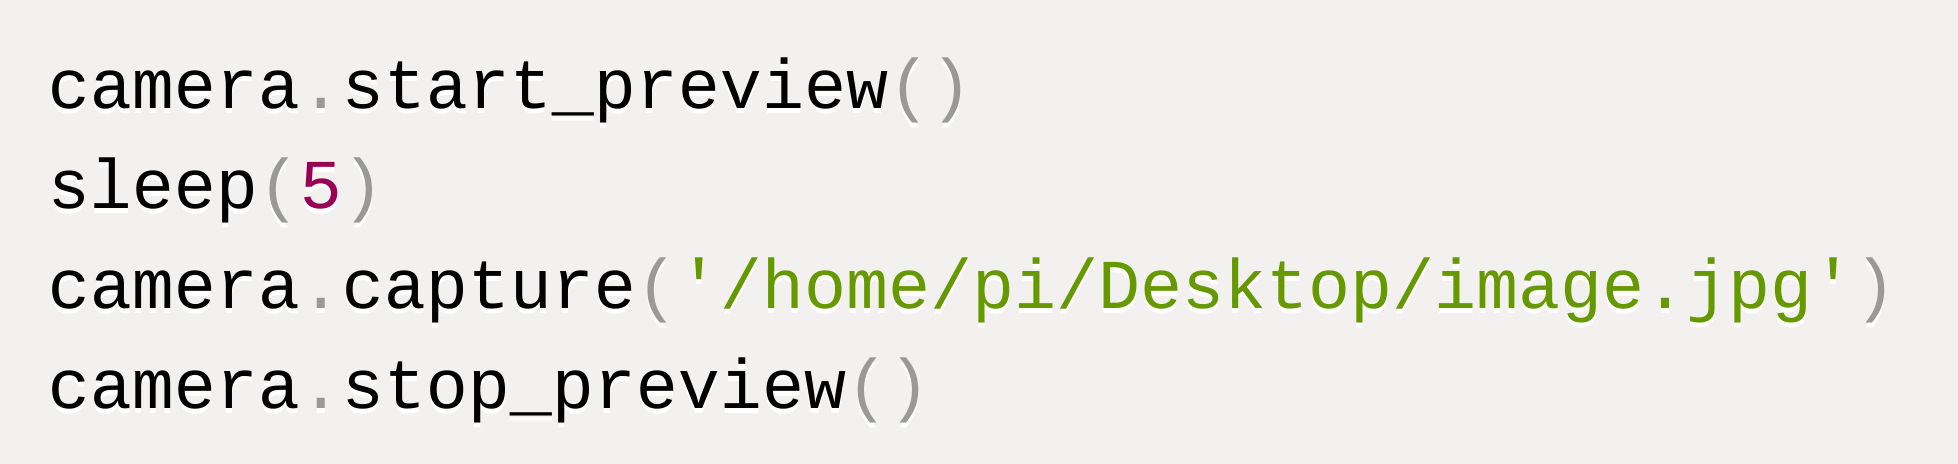 camera.start_preview()
sleep(5)
camera.capture('/home/pi/Desktop/image.jpg')
camera.stop_preview()